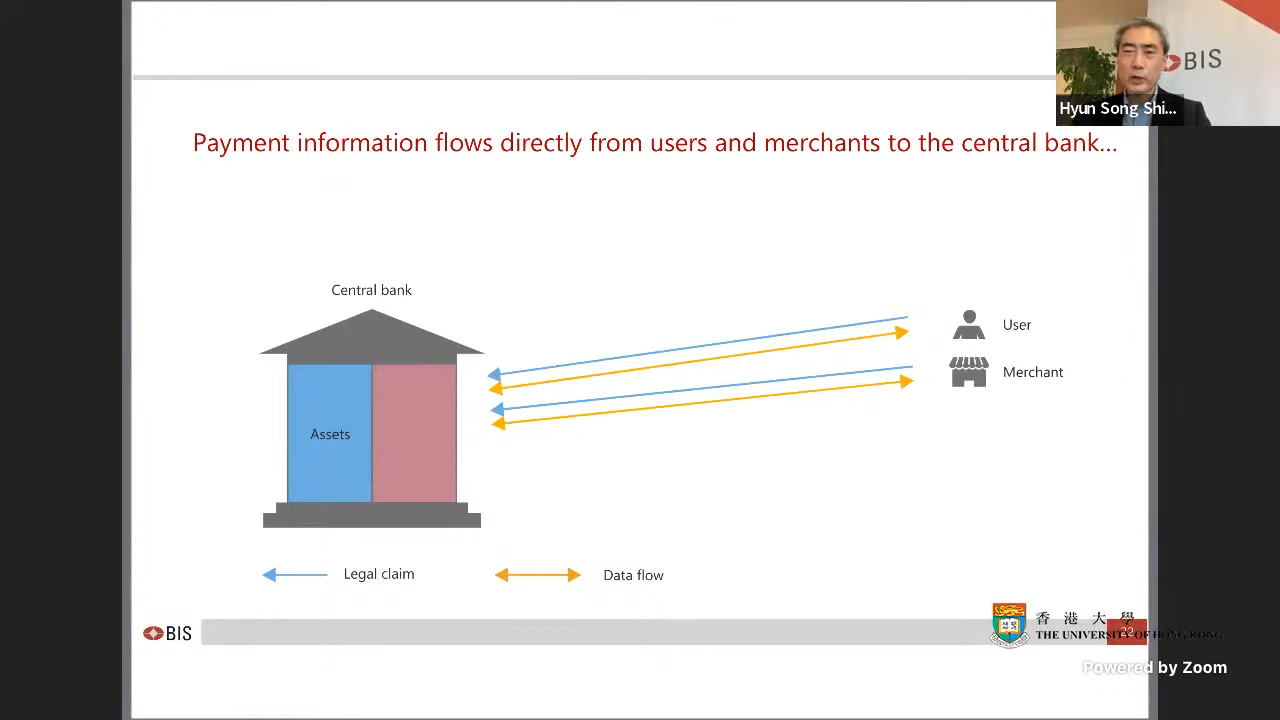 BIS
Hyun Song Shi...
Payment information flows directly from users and merchants to the central bank...
Central bank
User
Merchant
Assets
Legal claim
Data flow
BIS
香港大學
THE UNIVERSITY OF HONG KONG
22
Powered by Zoom